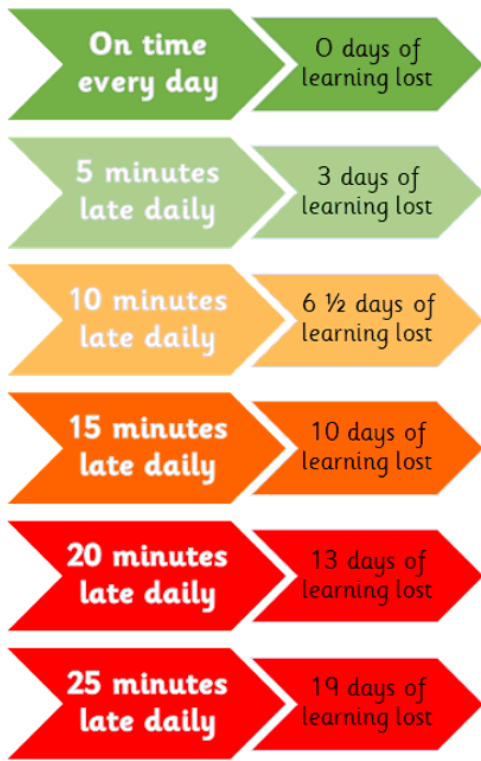 On time
every day
0 days of
learning lost
5 minutes
late daily
3 days of
learning lost
10 minutes
late daily
6 ½ days of
learning lost
15 minutes
late daily
10 days of
learning lost
20 minutes
late daily
13 days of
learning lost
25 minutes
late daily
19 days of
learning lost